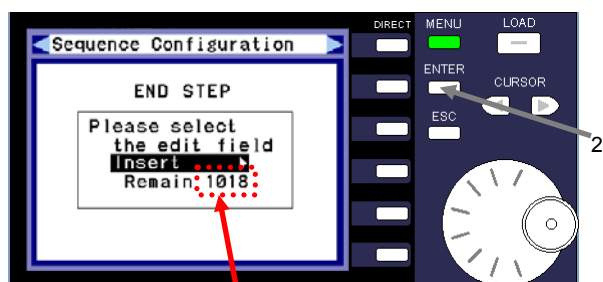 Sequence Configuration
END STEP
Please select
the edit field
Insert
Remain 1018
DIRECT
MENU
LOAD
ENTER
CURSOR
ESC
2